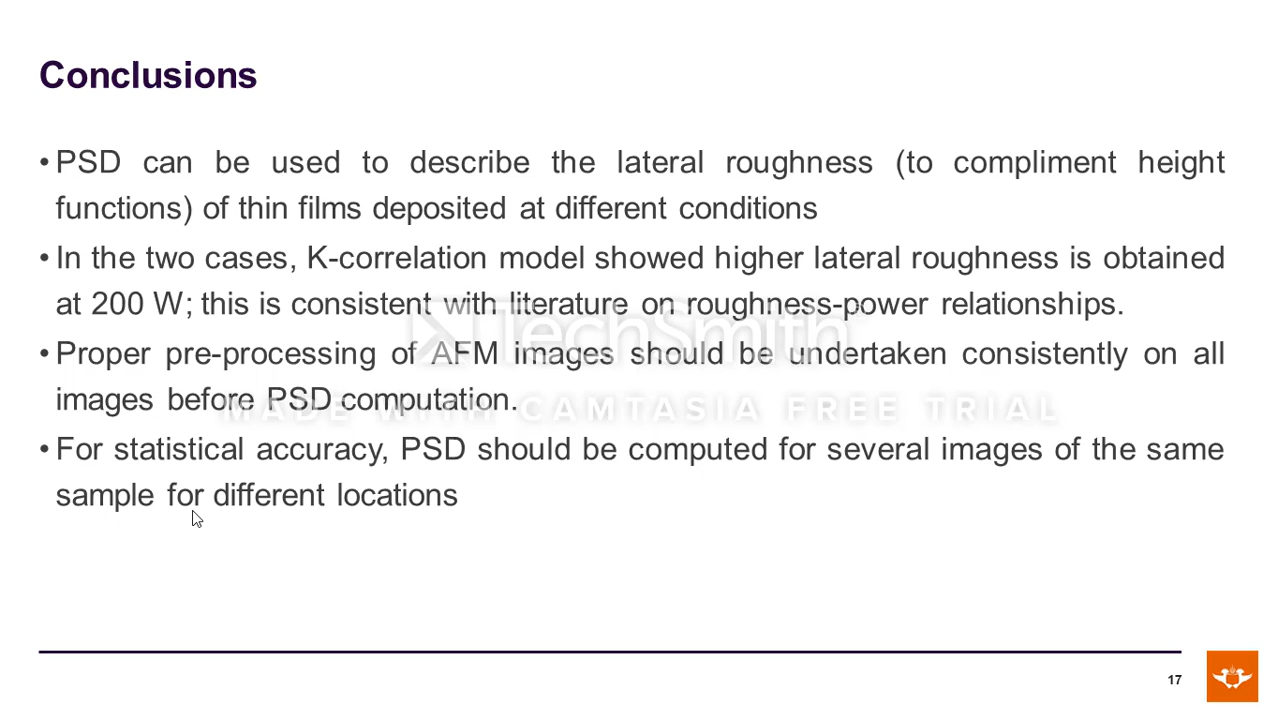 Conclusions
• PSD can be used to describe the lateral roughness (to compliment height
functions) of thin films deposited at different conditions
• In the two cases, K-correlation model showed higher lateral roughness is obtained
at 200 W; this is consistent with literature on roughness-power relationships.
TechSmith
• Proper pre-processing of AFM images should be undertaken consistently on all
images before PSD computation.
MADE WITH CAMTASIA FREE TRIAL
• For statistical accuracy, PSD should be computed for several images of the same
sample for different locations
17